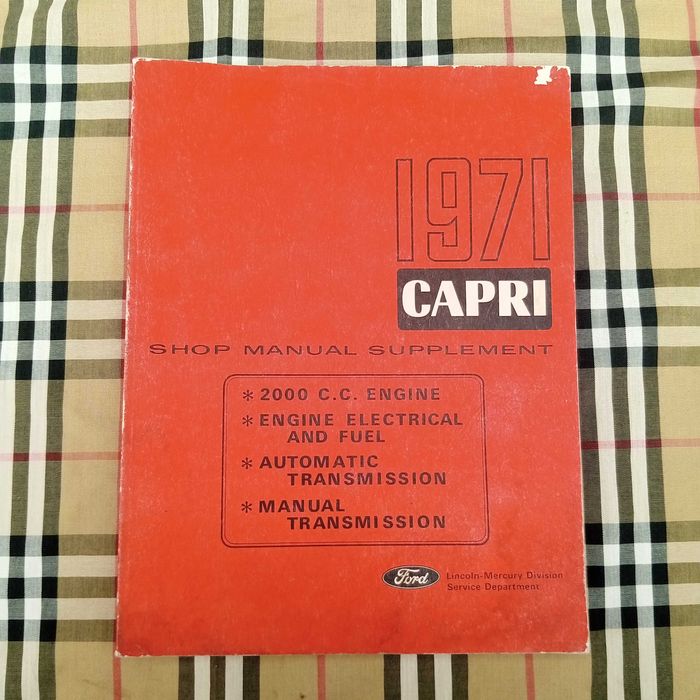 1971
CAPRI
SHOP MANUAL SUPPLEMENT
* 2000 C.C. ENGINE
* ENGINE ELECTRICAL
AND FUEL
* AUTOMATIC
TRANSMISSION
* MANUAL
TRANSMISSION
Ford
Lincoln-Mercury Division
Service Department